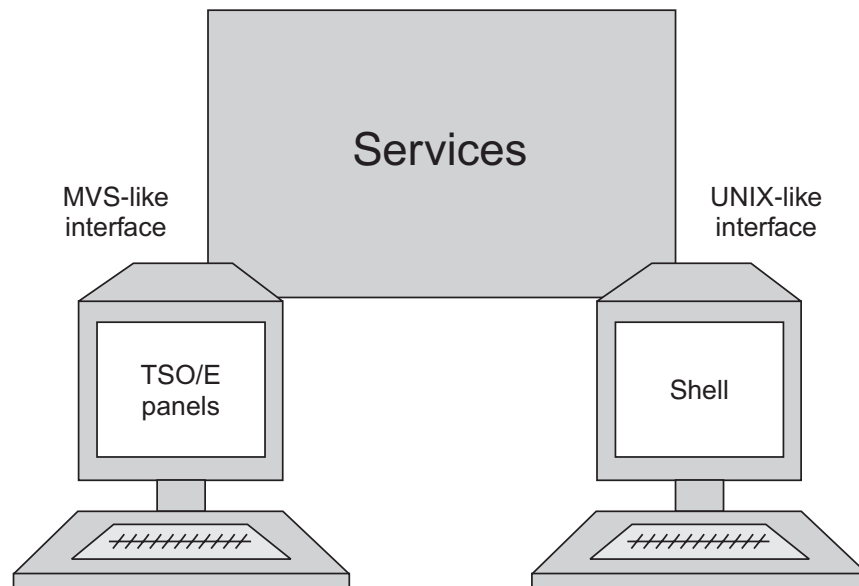 Services
MVS-like
interface
UNIX-like
interface
TSO/E
panels
Shell